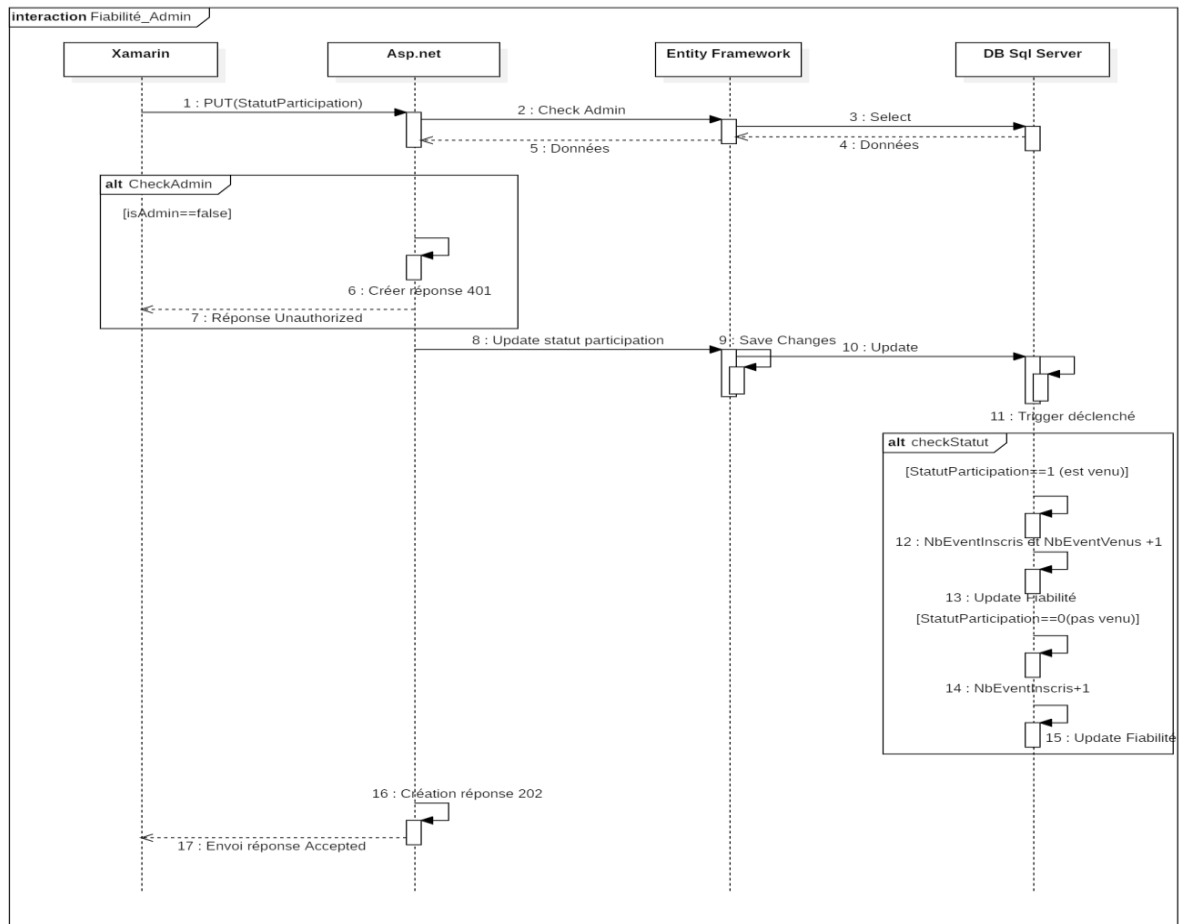 interaction Fiabilité_Admin
Xamarin
Asp.net
Entity Framework
DB Sql Server
1 : PUT(StatutParticipation)
2 : Check Admin
3 : Select
4 : Données
5 : Données
alt CheckAdmin
[isAdmin==false]
6 : Créer réponse 401
7 : Réponse Unauthorized
8 : Update statut participation
9 : Save Changes
10 : Update
11 : Trigger déclenché
alt checkStatut
[StatutParticipation==1 (est venu)]
12 : NbEventInscris et NbEventVenus +1
13 : Update Fiabilité
[StatutParticipation==0(pas venu)]
14 : NbEventInscris+1
15 : Update Fiabilité
16 : Création réponse 202
17 : Envoi réponse Accepted